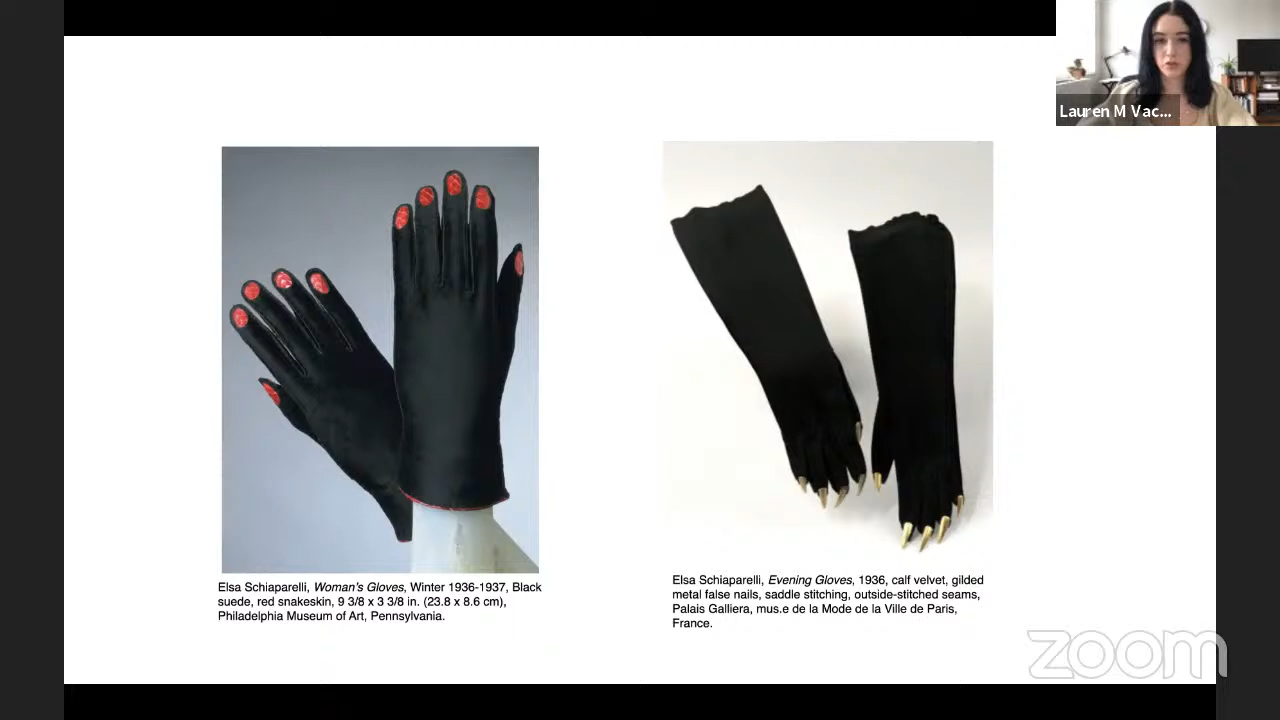 Lauren M Vac...
Elsa Schiaparelli, Woman's Gloves, Winter 1936-1937, Black
suede, red snakeskin, 9 3/8 x 3 3/8 in. (23.8 x 8.6 cm),
Philadelphia Museum of Art, Pennsylvania.
Elsa Schiaparelli, Evening Gloves, 1936, calf velvet, gilded
metal false nails, saddle stitching, outside-stitched seams,
Palais Galliera, mus.e de la Mode de la Ville de Paris,
France.
zoom